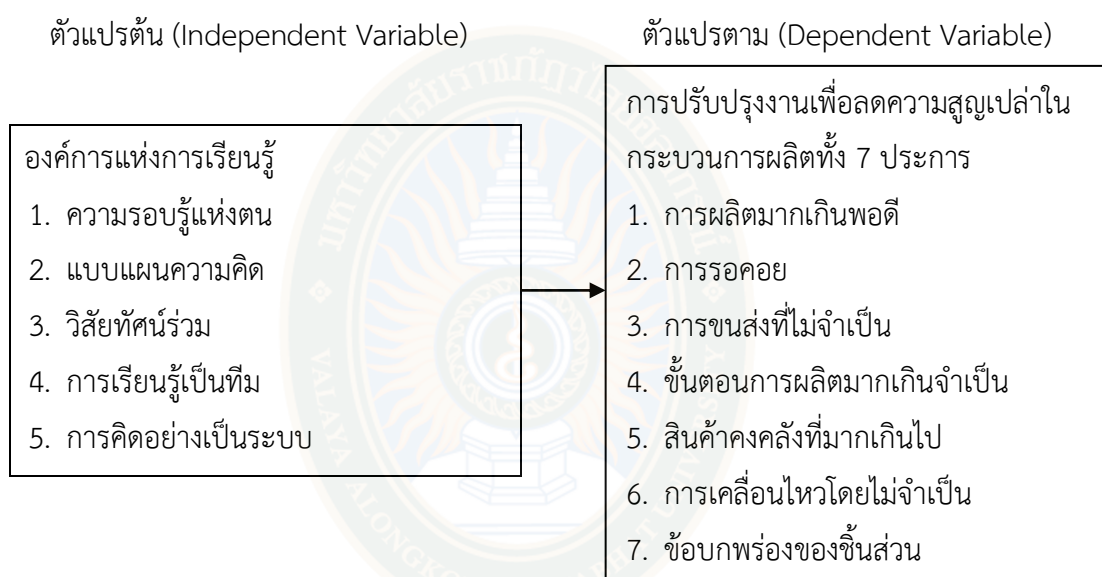 ตัวแปรต้น (Independent Variable)
ตัวแปรตาม (Dependent Variable)
องค์การแห่งการเรียนรู้
1. ความรอบรู้แห่งตน
2. แบบแผนความคิด
3. วิสัยทัศน์ร่วม
4. การเรียนรู้เป็นทีม
5. การคิดอย่างเป็นระบบ
การปรับปรุงงานเพื่อลดความสูญเปล่าใน
กระบวนการผลิตทั้ง 7 ประการ
1. การผลิตมากเกินพอดี
2. การรอคอย
3. การขนส่งที่ไม่จำเป็น
4. ขั้นตอนการผลิตมากเกินจำเป็น
5. สินค้าคงคลังที่มากเกินไป
6. การเคลื่อนไหวโดยไม่จำเป็น
7. ข้อบกพร่องของชิ้นส่วน